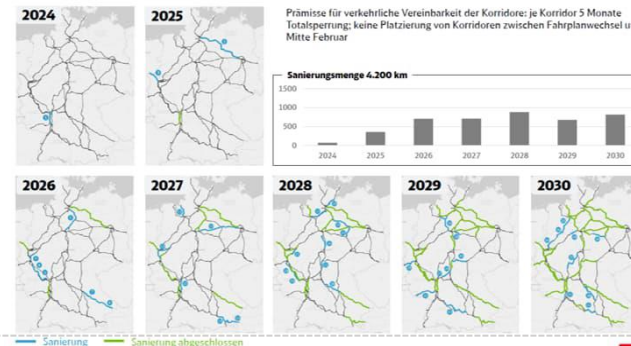 2024
2025
Prämisse für verkehrliche Vereinbarkeit der Korridore: je Korridor 5 Monate
Totalsperrung; keine Platzierung von Korridoren zwischen Fahrplanwechsel u
Mitte Februar
Sanierungsmenge 4.200 km
1500
1000
500
0
2024 2025 2026 2027 2028 2029 2030
2026
2027
2028
2029
2030
Sanierung
Sanierung abgeschlossen